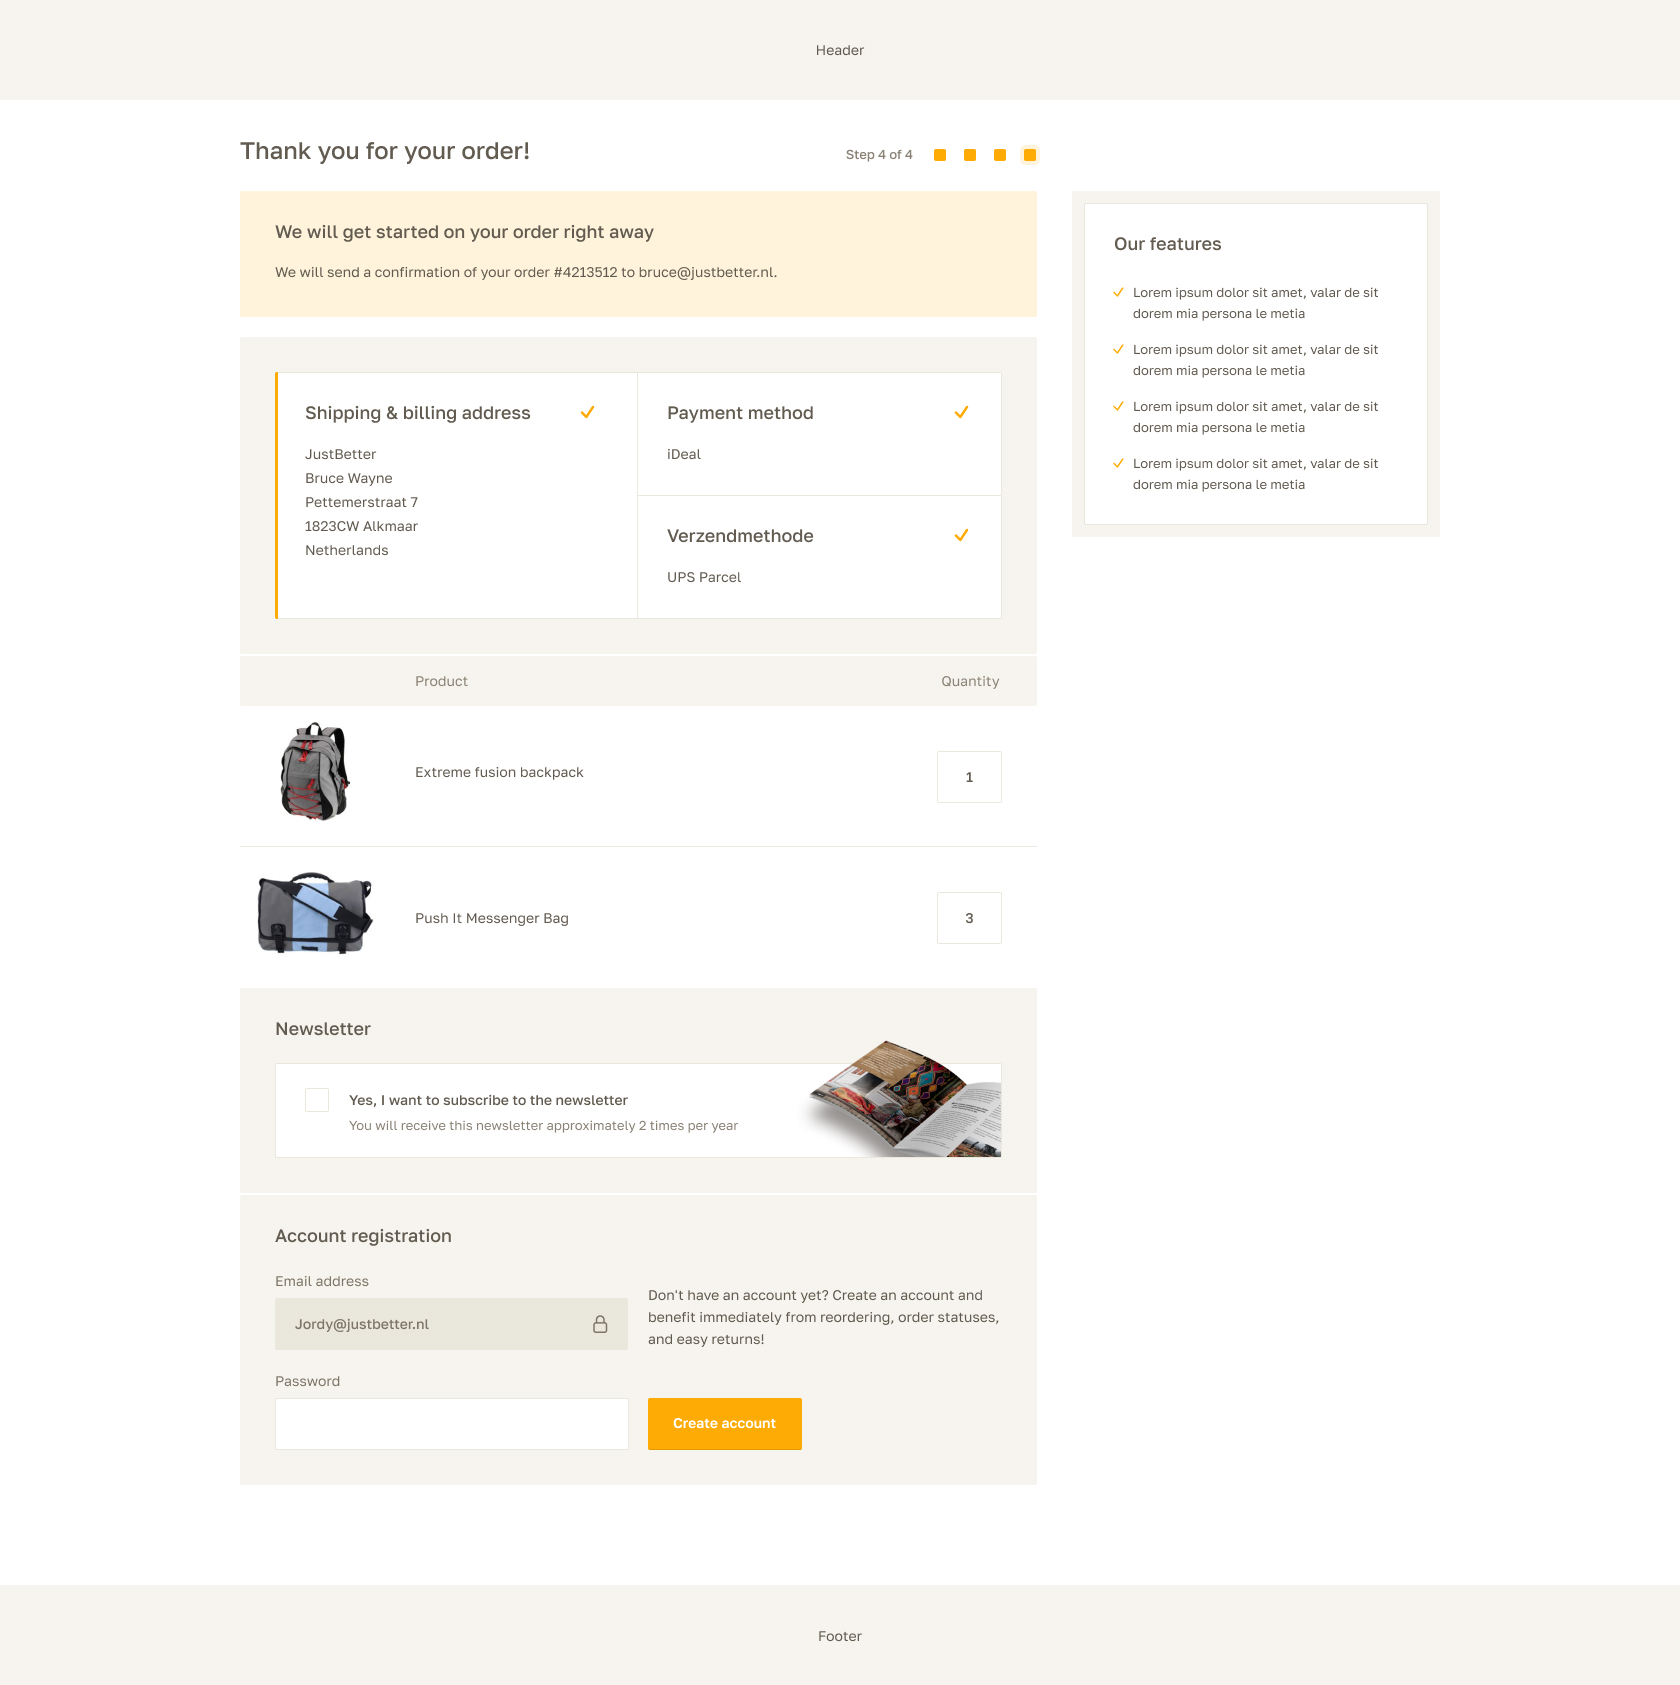 Header
Thank you for your order!
Step 4 of 4
We will get started on your order right away
We will send a confirmation of your order #4213512 to bruce@justbetter.nl.
Shipping & billing address
JustBetter
Bruce Wayne
Pettemerstraat 7
1823CW Alkmaar
Netherlands
Payment method
iDeal
Verzendmethode
UPS Parcel
Product
Quantity
Extreme fusion backpack
1
Push It Messenger Bag
3
Newsletter
Yes, I want to subscribe to the newsletter
You will receive this newsletter approximately 2 times per year
Account registration
Email address
Jordy@justbetter.nl
Don't have an account yet? Create an account and
benefit immediately from reordering, order statuses,
and easy returns!
Password
Create account
Our features
Lorem ipsum dolor sit amet, valar de sit
dorem mia persona le metia
Lorem ipsum dolor sit amet, valar de sit
dorem mia persona le metia
Lorem ipsum dolor sit amet, valar de sit
dorem mia persona le metia
Lorem ipsum dolor sit amet, valar de sit
dorem mia persona le metia
Footer